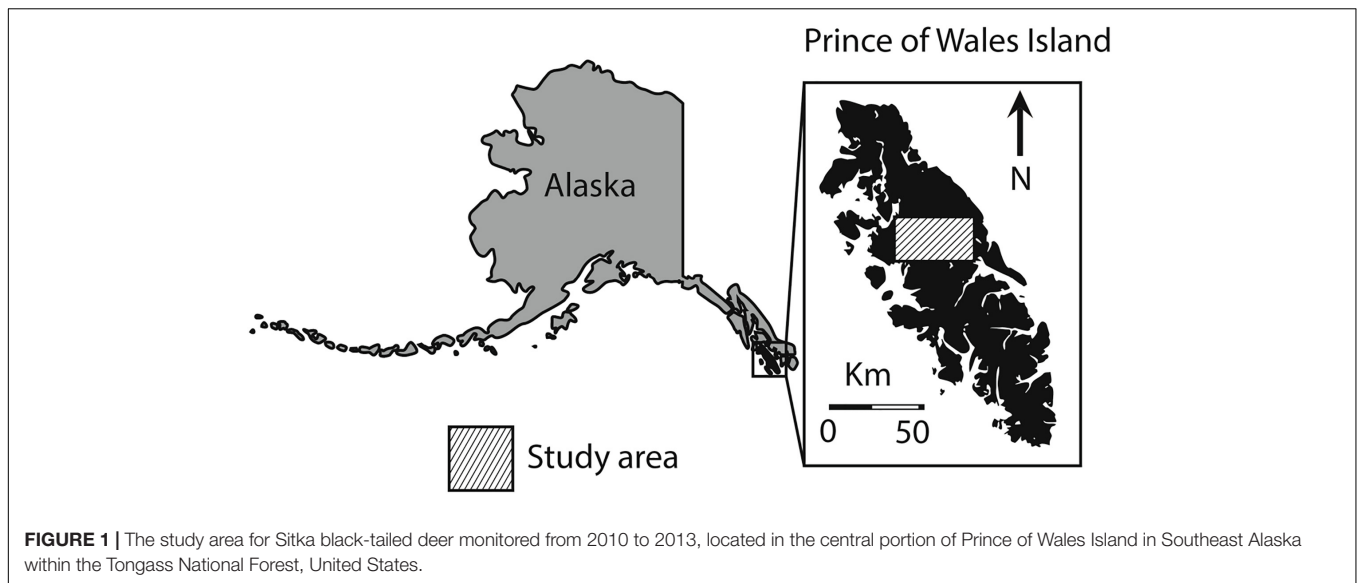 Prince of Wales Island
Alaska
N
Km
0 50
Study area
FIGURE 1 | The study area for Sitka black-tailed deer monitored from 2010 to 2013, located in the central portion of Prince of Wales Island in Southeast Alaska
within the Tongass National Forest, United States.